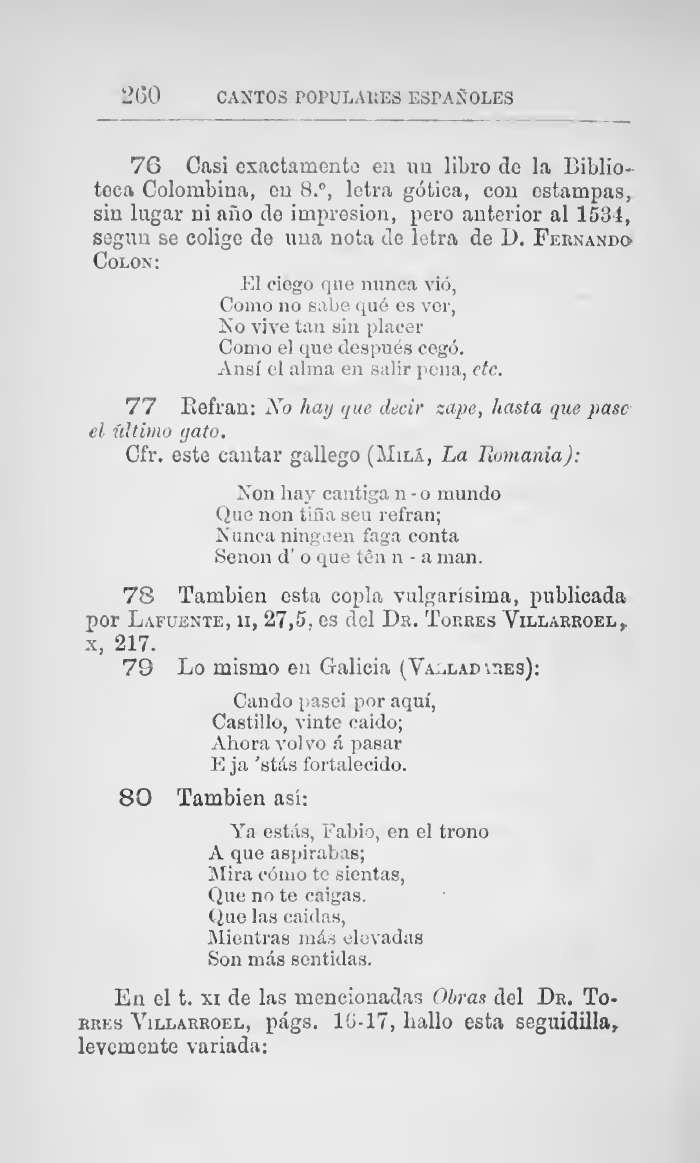 260 CANTOS POPULARES ESPAÑOLES
76 Casi exactamente en un libro de la Biblio-
teca Colombina, en 8.º, letra gótica, con estampas,
sin lugar ni año de impresion, pero anterior al 1534,
segun se colige de una nota de letra de D. FERNANDO
COLON:
El ciego que nunca vió,
Como no sabe qué es ver,
No vive tan sin placer
Como el que después cegó.
Ansí el alma en salir pena, etc.
77 Refran: No hay que decir zape, hasta que pase
el último gato.
Cfr. este cantar gallego (MILÁ, La Romania):
Non hay cantiga n-o mundo
Que non tiña seu refran;
Nunca ninguen faga conta
Senon d' o que tên n-a man.
78 Tambien esta copla vulgarísima, publicada
por LAFUENTE, II, 27,5, es del DR. TORRES VILLARROEL,
X, 217.
79 Lo mismo en Galicia (VALLADARES):
Cando pasei por aquí,
Castillo, vinte caido;
Ahora volvo á pasar
E ja 'stás fortalecido.
80 Tambien así:
Ya estás, Fabio, en el trono
A que aspirabas;
Mira cómo te sientas,
Que no te caigas.
Que las caidas,
Mientras más elevadas
Son más sentidas.
En el t. XI de las mencionadas Obras del DR. TO-
RRES VILLARROEL, págs. 16-17, hallo esta seguidilla,
levemente variada: